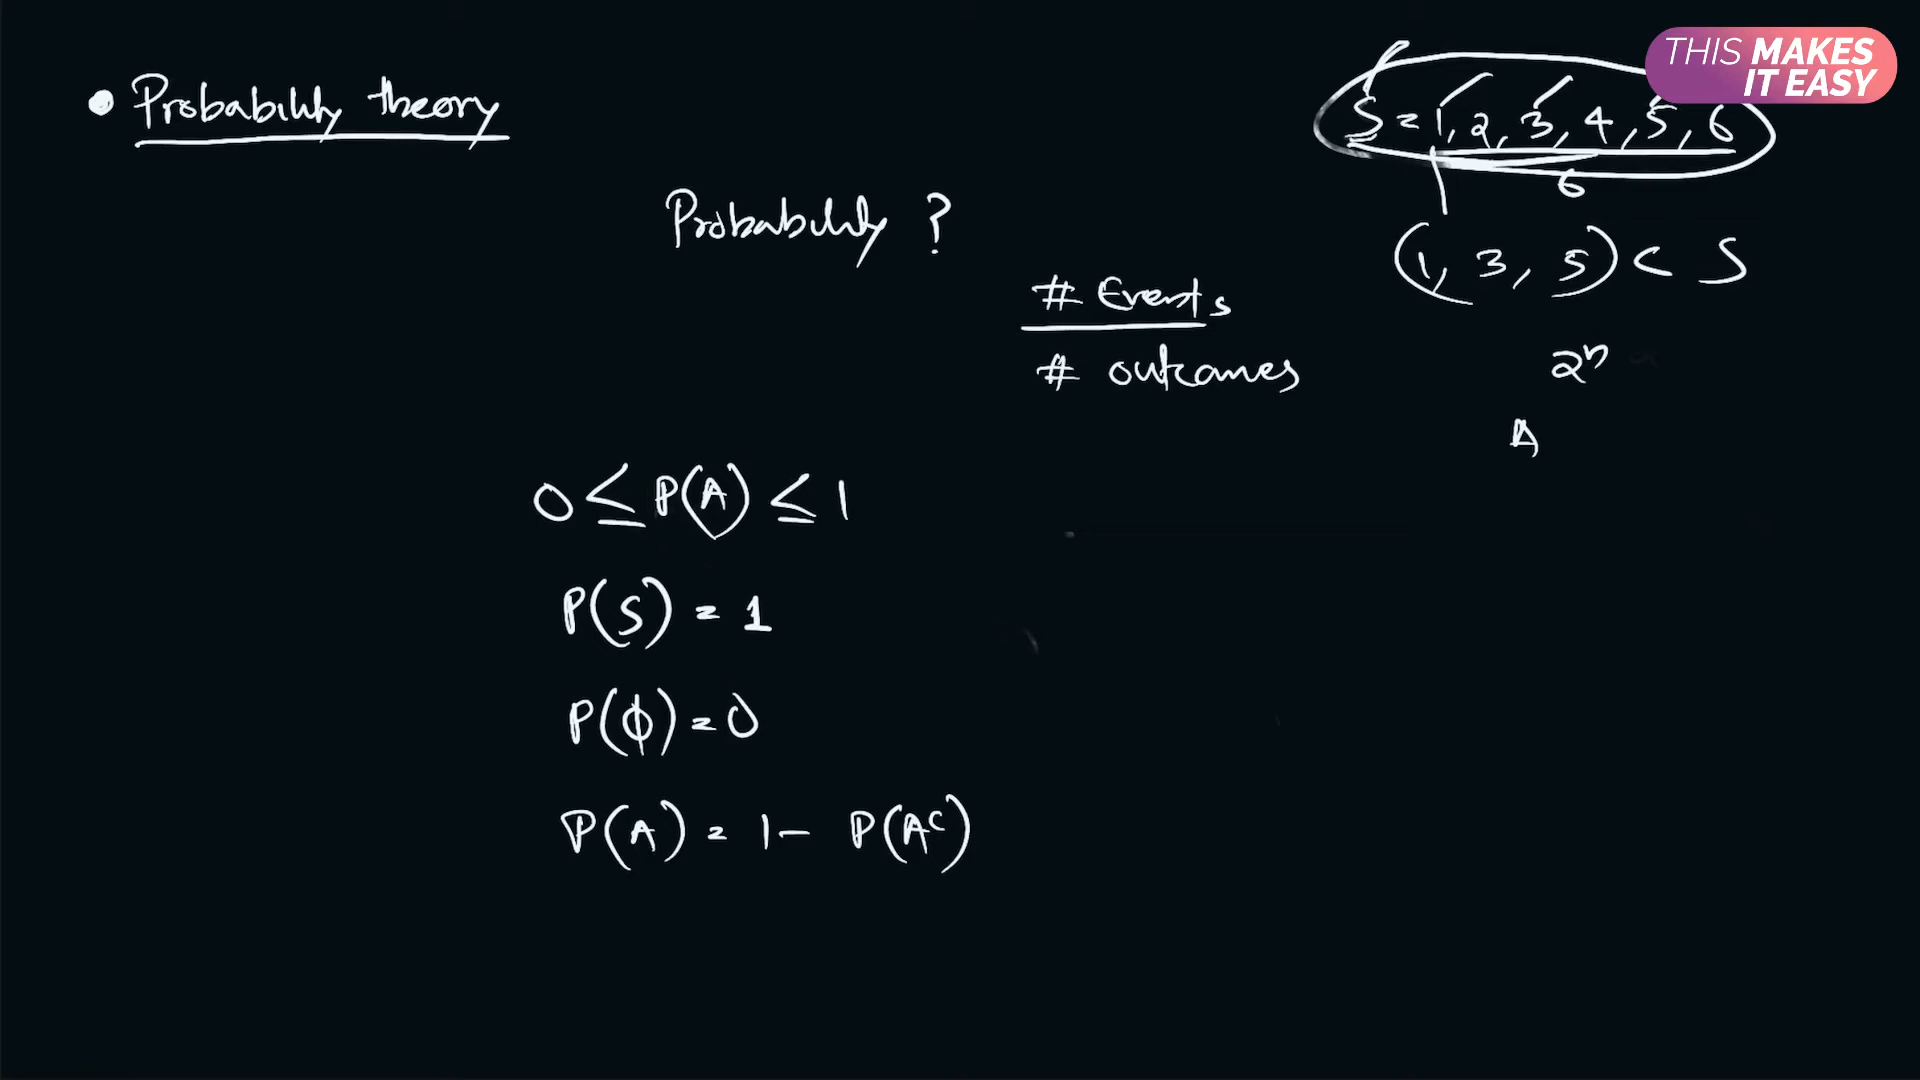 • Probability theory
THIS MAKES
IT EASY
S = 1, 2, 3, 4, 5, 6
6
Probability ?
(1, 3, 5) ⊂ S
# Events
# outcomes
2ⁿ
A
0 ≤ P(A) ≤ 1
P(S) = 1
P(ϕ) = 0
P(A) = 1 - P(Aᶜ)